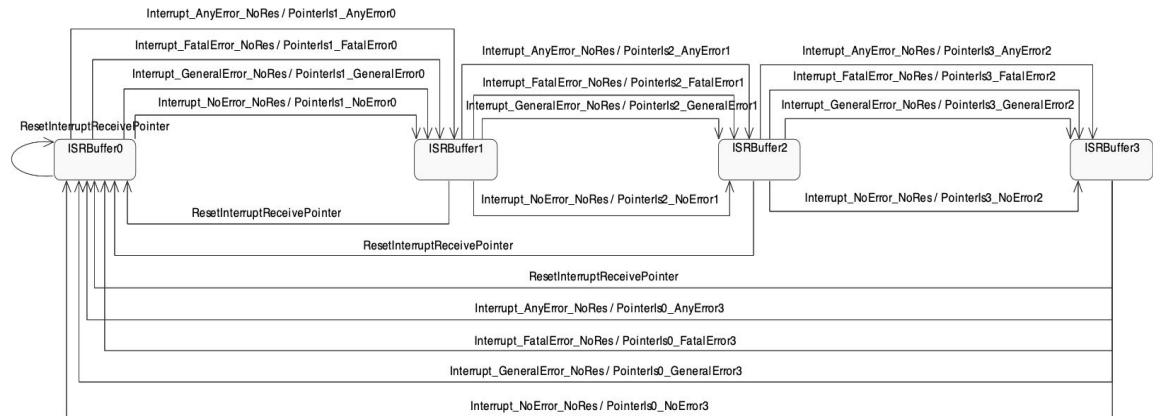 Interrupt_AnyError_NoRes / PointerIs1_AnyError0
Interrupt_FatalError_NoRes / PointerIs1_FatalError0
Interrupt_GeneralError_NoRes / PointerIs1_GeneralError0
Interrupt_NoError_NoRes / PointerIs1_NoError0
Interrupt_AnyError_NoRes / PointerIs2_AnyError1
Interrupt_FatalError_NoRes / PointerIs2_FatalError1
Interrupt_GeneralError_NoRes / PointerIs2_GeneralError1
Interrupt_AnyError_NoRes / PointerIs3_AnyError2
Interrupt_FatalError_NoRes / PointerIs3_FatalError2
Interrupt_GeneralError_NoRes / PointerIs3_GeneralError2
ResetInterruptReceivePointer
ISRBuffer0
ISRBuffer1
ISRBuffer2
ISRBuffer3
Interrupt_NoError_NoRes / PointerIs2_NoError1
Interrupt_NoError_NoRes / PointerIs3_NoError2
ResetInterruptReceivePointer
ResetInterruptReceivePointer
ResetInterruptReceivePointer
Interrupt_AnyError_NoRes / PointerIs0_AnyError3
Interrupt_FatalError_NoRes / PointerIs0_FatalError3
Interrupt_GeneralError_NoRes / PointerIs0_GeneralError3
Interrupt_NoError_NoRes / PointerIs0_NoError3